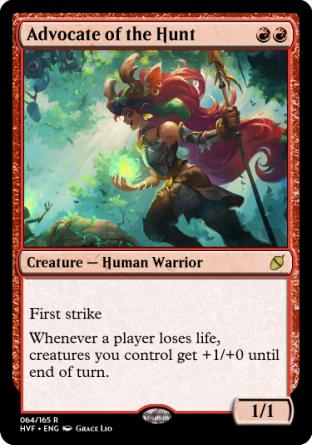 Advocate of the Hunt
First strike
Whenever a player loses life,
creatures you control get +1/+0 until
end of turn.
Creature — Human Warrior
064/165 R
HVF • ENG GRACE LIO
1/1